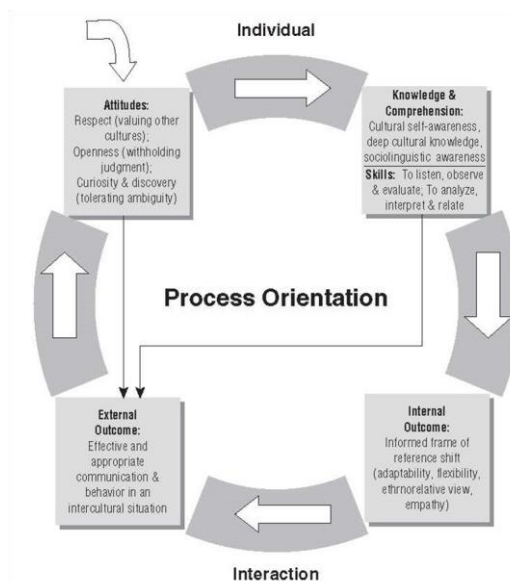 Individual
Attitudes:
Respect (valuing other
cultures);
Openness (withholding
judgment);
Curiosity & discovery
(tolerating ambiguity)
Knowledge &
Comprehension:
Cultural self-awareness,
deep cultural knowledge,
sociolinguistic awareness
Skills: To listen, observe
& evaluate; To analyze,
interpret & relate
Process Orientation
External
Outcome:
Effective and
appropriate
communication &
behavior in an
intercultural situation
Internal
Outcome:
Informed frame of
reference shift
(adaptability, flexibility,
ethrnorelative view,
empathy)
Interaction